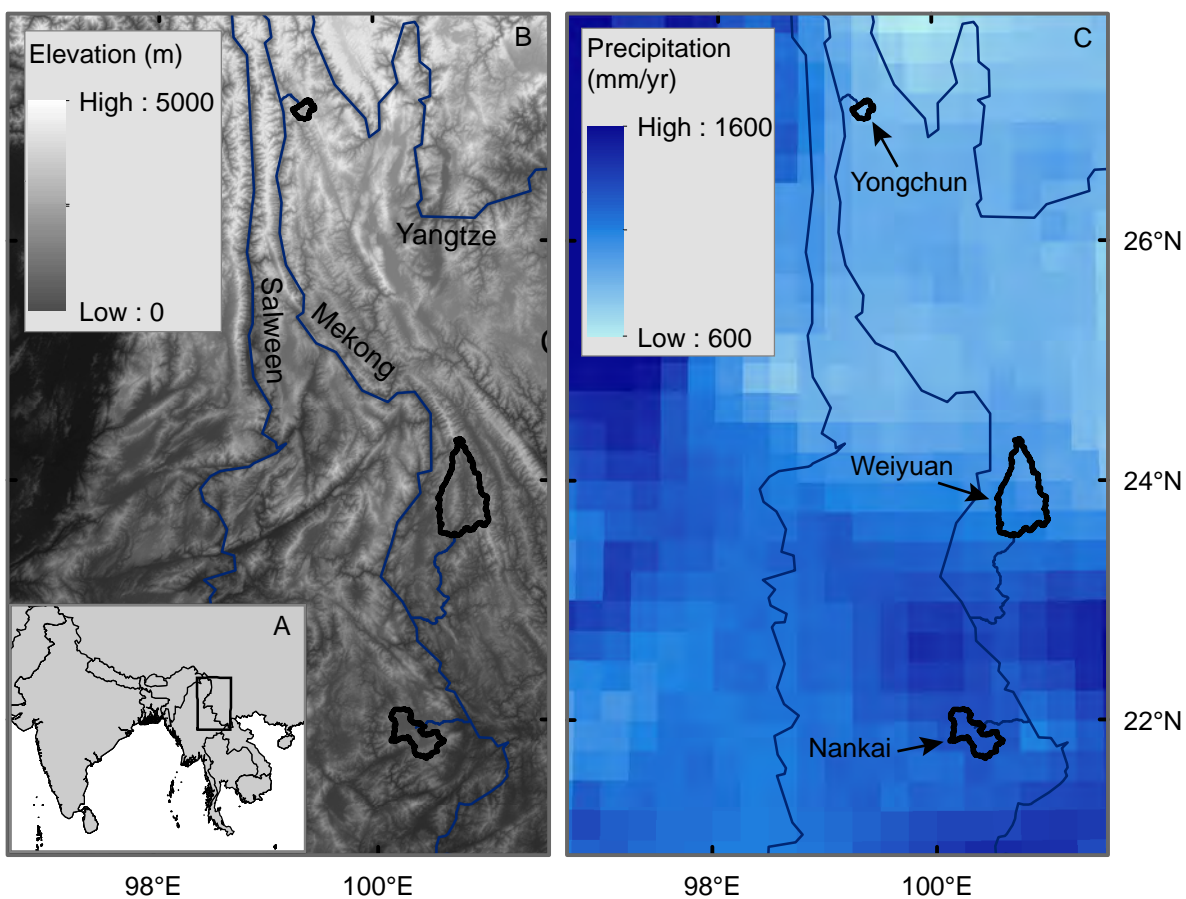 B
Elevation (m)
High : 5000
Low : 0
Yangtze
Salween
Mekong
A
98°E
100°E
C
Precipitation
(mm/yr)
High : 1600
Low : 600
Yongchun
Weiyuan
Nankai
26°N
24°N
22°N
98°E
100°E